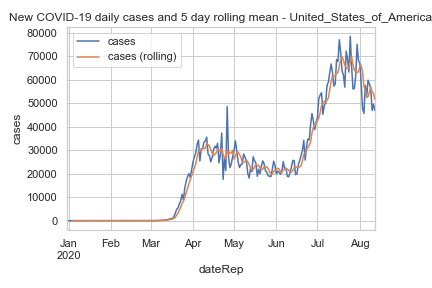 New COVID-19 daily cases and 5 day rolling mean - United_States_of_America
80000
70000
60000
50000
40000
30000
20000
10000
0
cases
cases
cases (rolling)
Jan
2020
Feb
Mar
Apr
May
Jun
Jul
Aug
dateRep